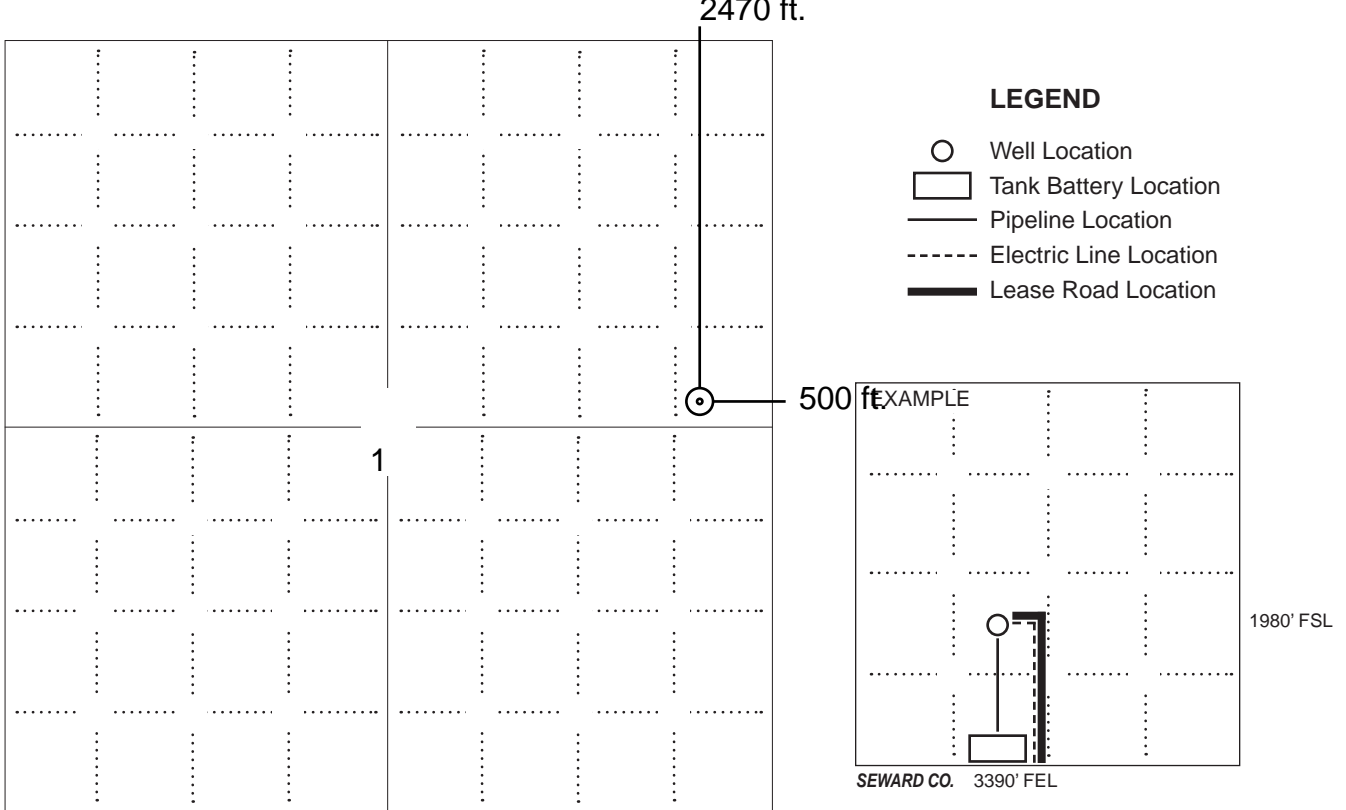 2470 ft.
LEGEND
Well Location
Tank Battery Location
Pipeline Location
Electric Line Location
Lease Road Location
500 ft.
EXAMPLE
1
1980’ FSL
SEWARD CO. 3390’ FEL